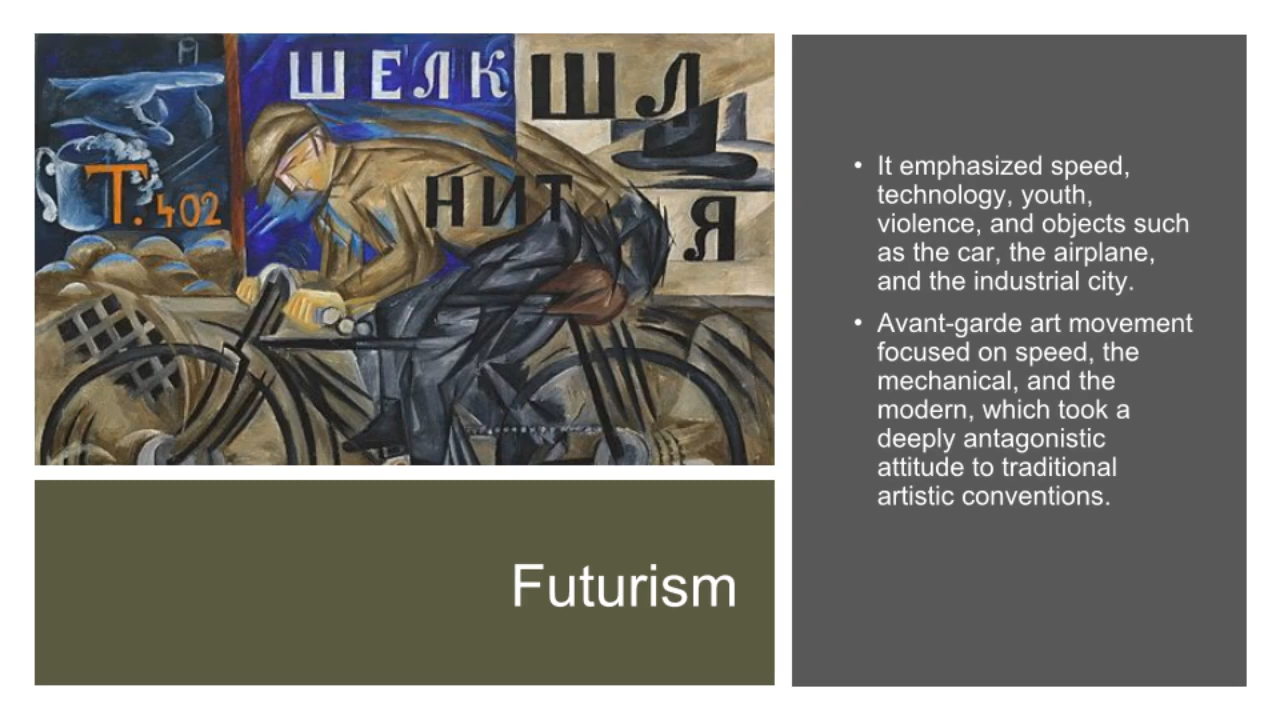 ШЕЛК
ШЛ
Т. 402
НИТ
Я
Futurism
• It emphasized speed,
technology, youth,
violence, and objects such
as the car, the airplane,
and the industrial city.
• Avant-garde art movement
focused on speed, the
mechanical, and the
modern, which took a
deeply antagonistic
attitude to traditional
artistic conventions.